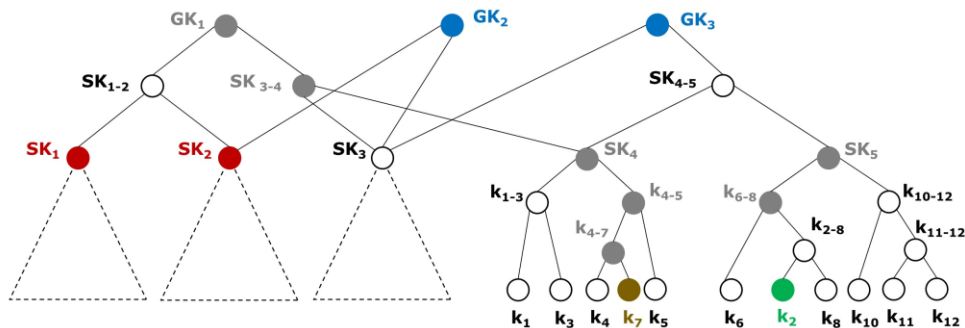 GK1 GK2 GK3
SK1-2 SK3-4 SK4-5
SK1 SK2 SK3 SK4 SK5
k1-3 k4-5 k6-8 k10-12
k4-7 k2-8 k11-12
k1 k3 k4 k7 k5 k6 k2 k8 k10 k11 k12